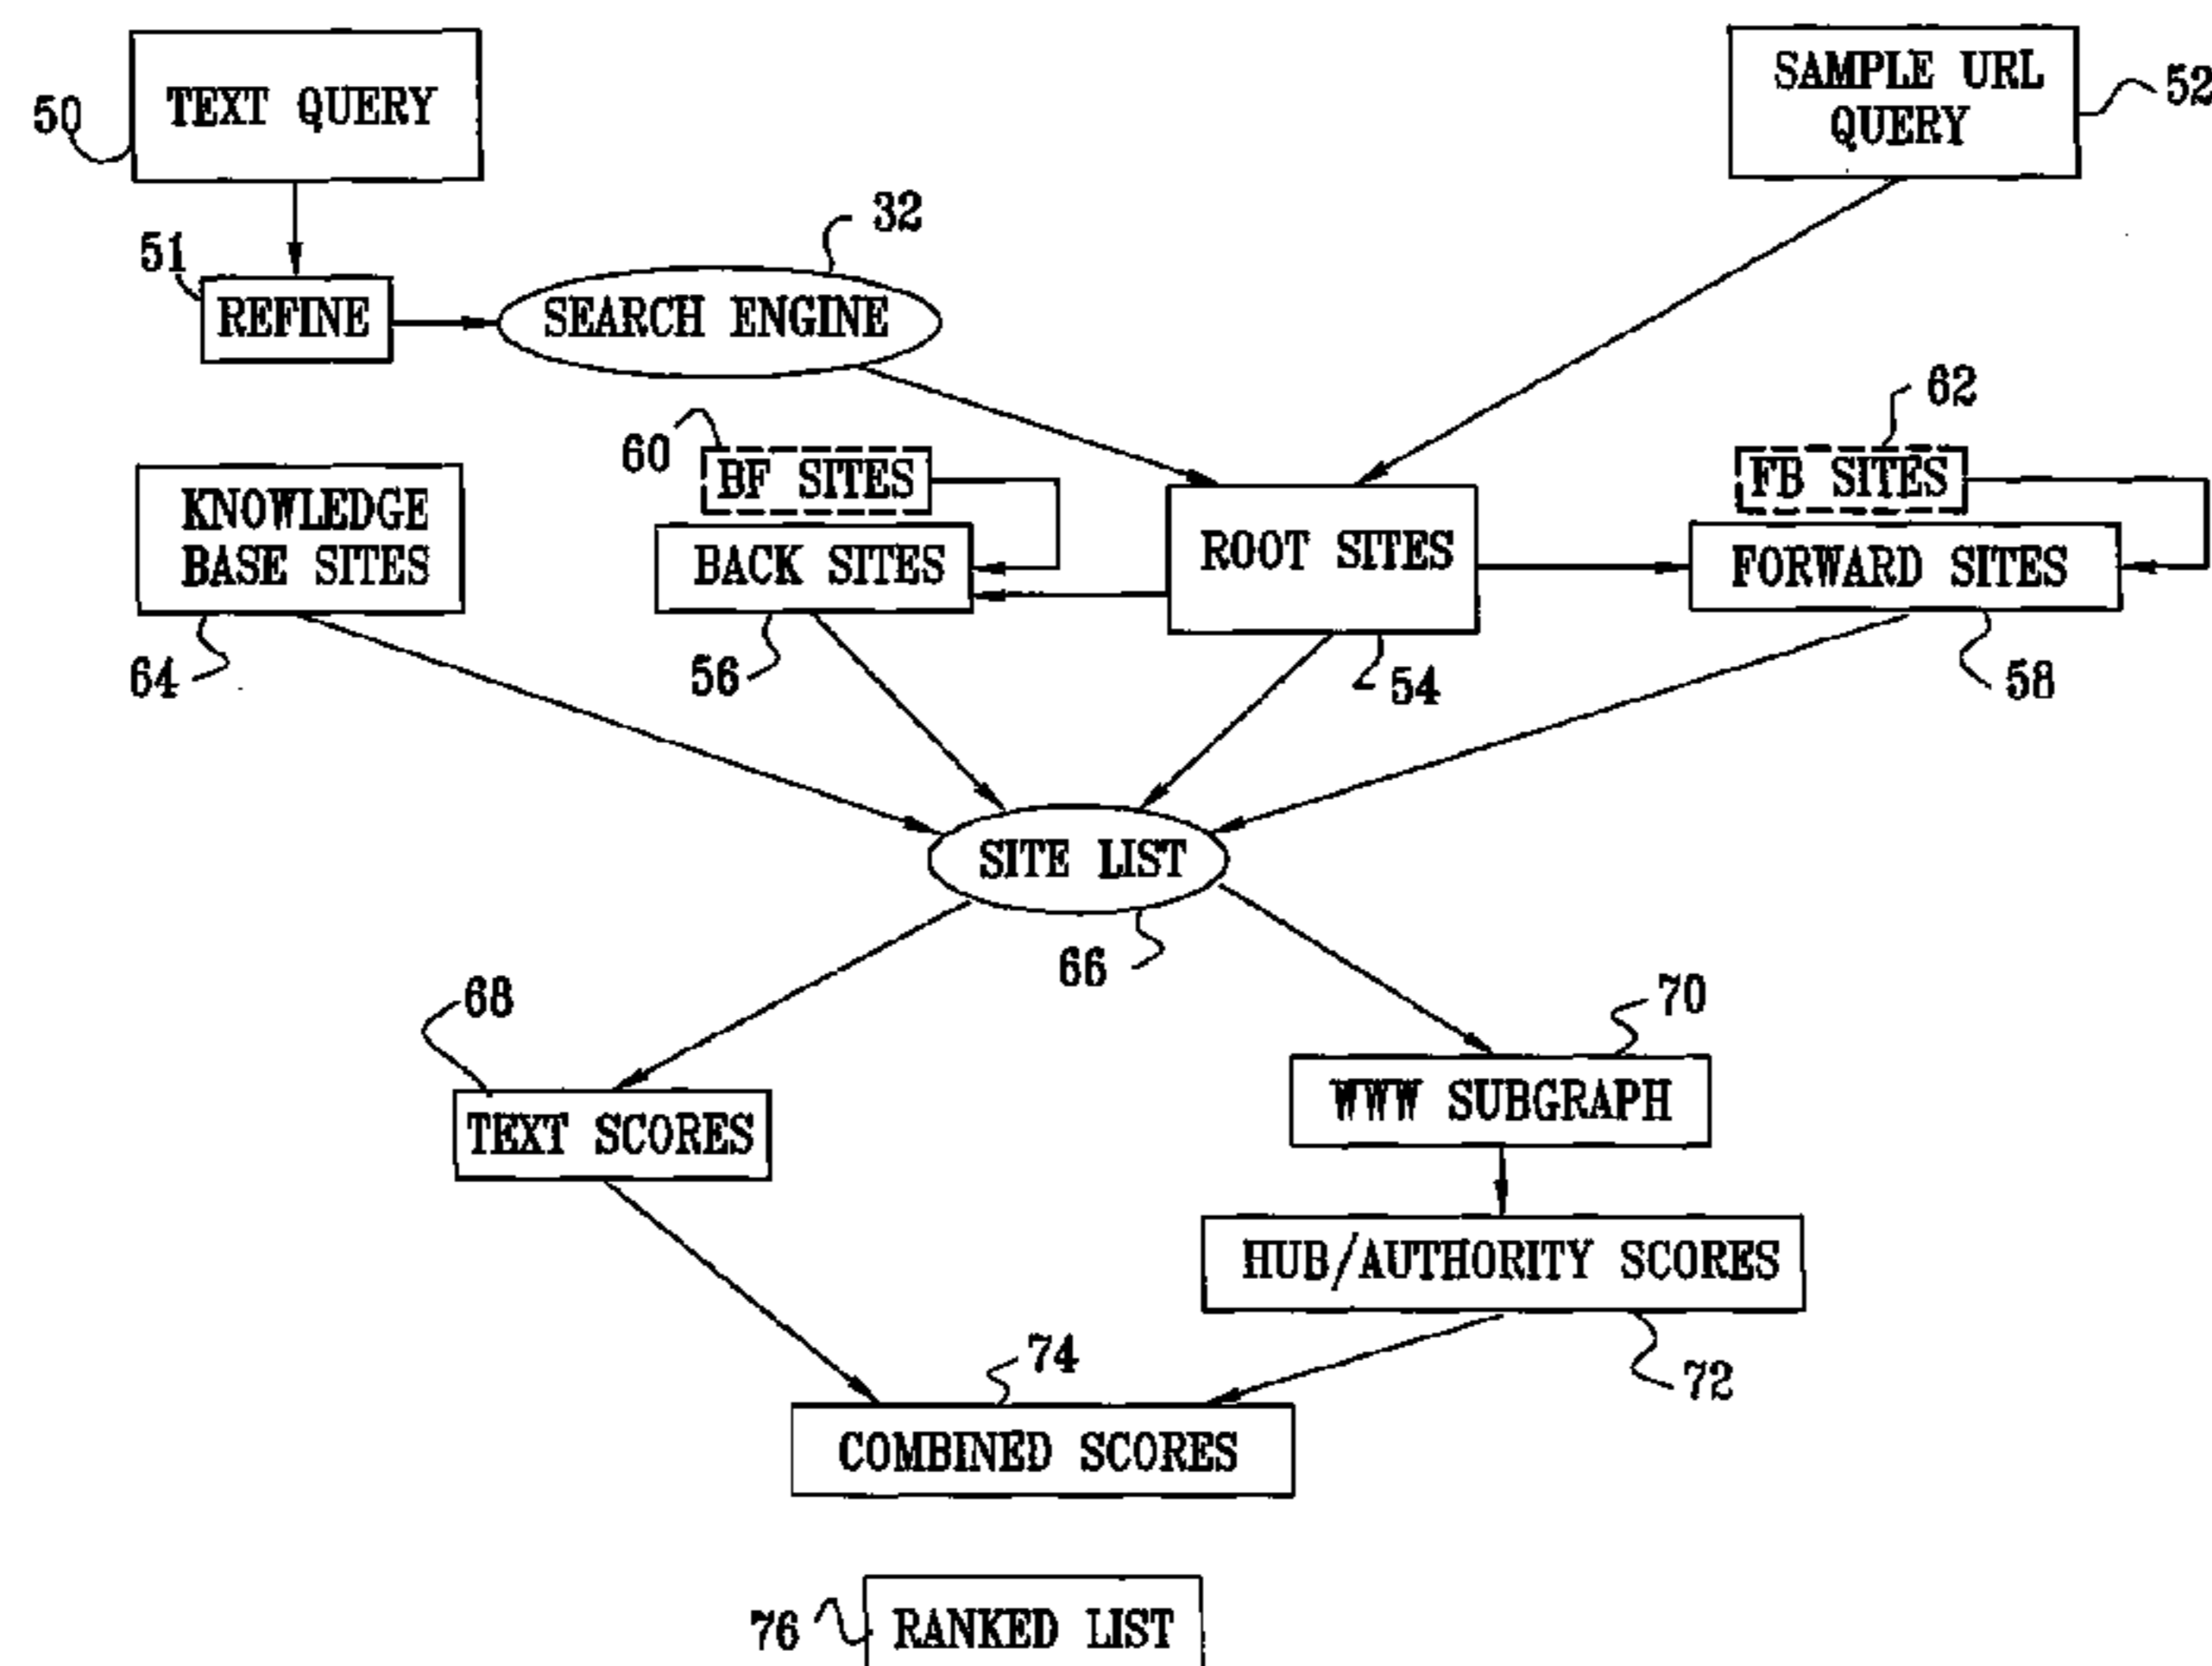 TEXT QUERY
50
SAMPLE URL
QUERY
52
51
REFINE
32
SEARCH ENGINE
60
BF SITES
62
FB SITES
KNOWLEDGE
BASE SITES
64
BACK SITES
56
ROOT SITES
54
FORWARD SITES
58
SITE LIST
66
68
TEXT SCORES
70
WWW SUBGRAPH
HUB/AUTHORITY SCORES
72
74
COMBINED SCORES
76
RANKED LIST